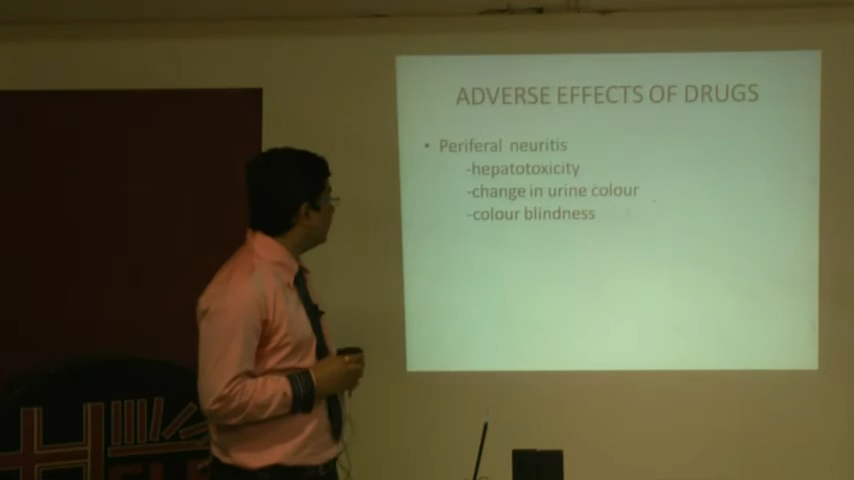 ADVERSE EFFECTS OF DRUGS
• Periferal neuritis
-hepatotoxicity
-change in urine colour
-colour blindness